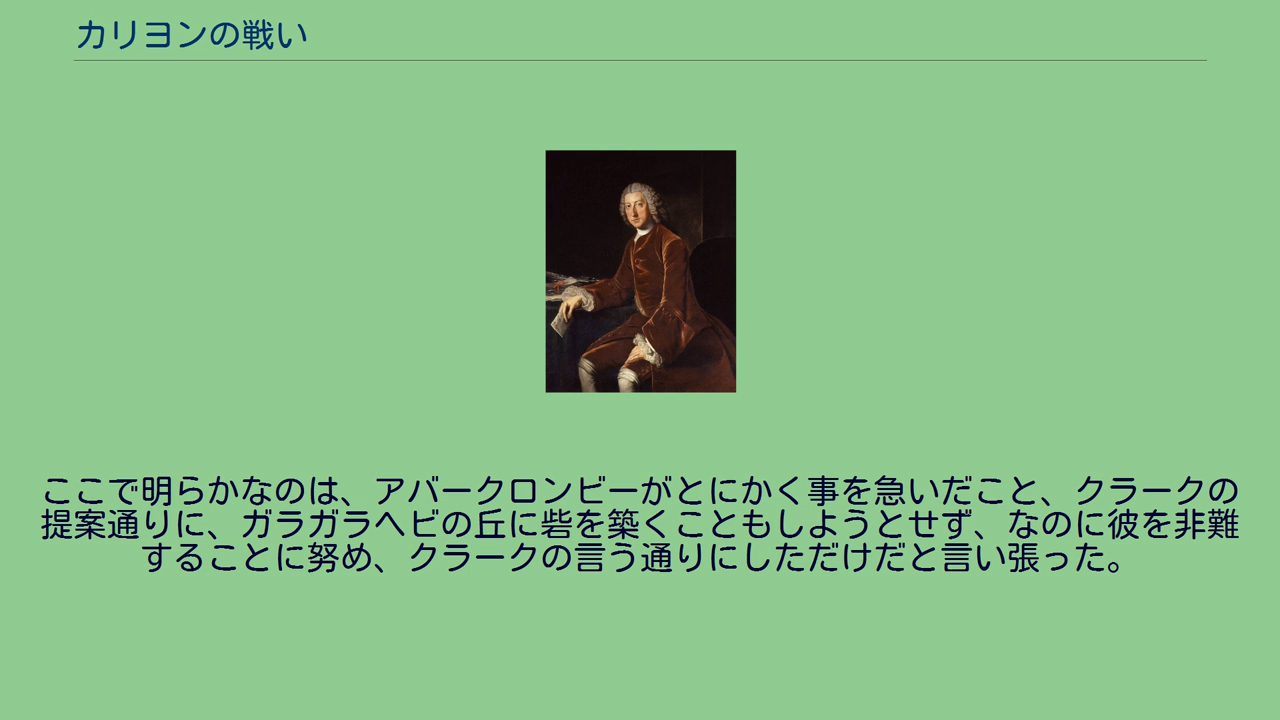 カリヨンの戦い
ここで明らかなのは、アバークロンビーがとにかく事を急いだこと、クラークの
提案通りに、ガラガラヘビの丘に砦を築くこともしようとせず、なのに彼を非難
することに努め、クラークの言う通りにしただけだと言い張った。